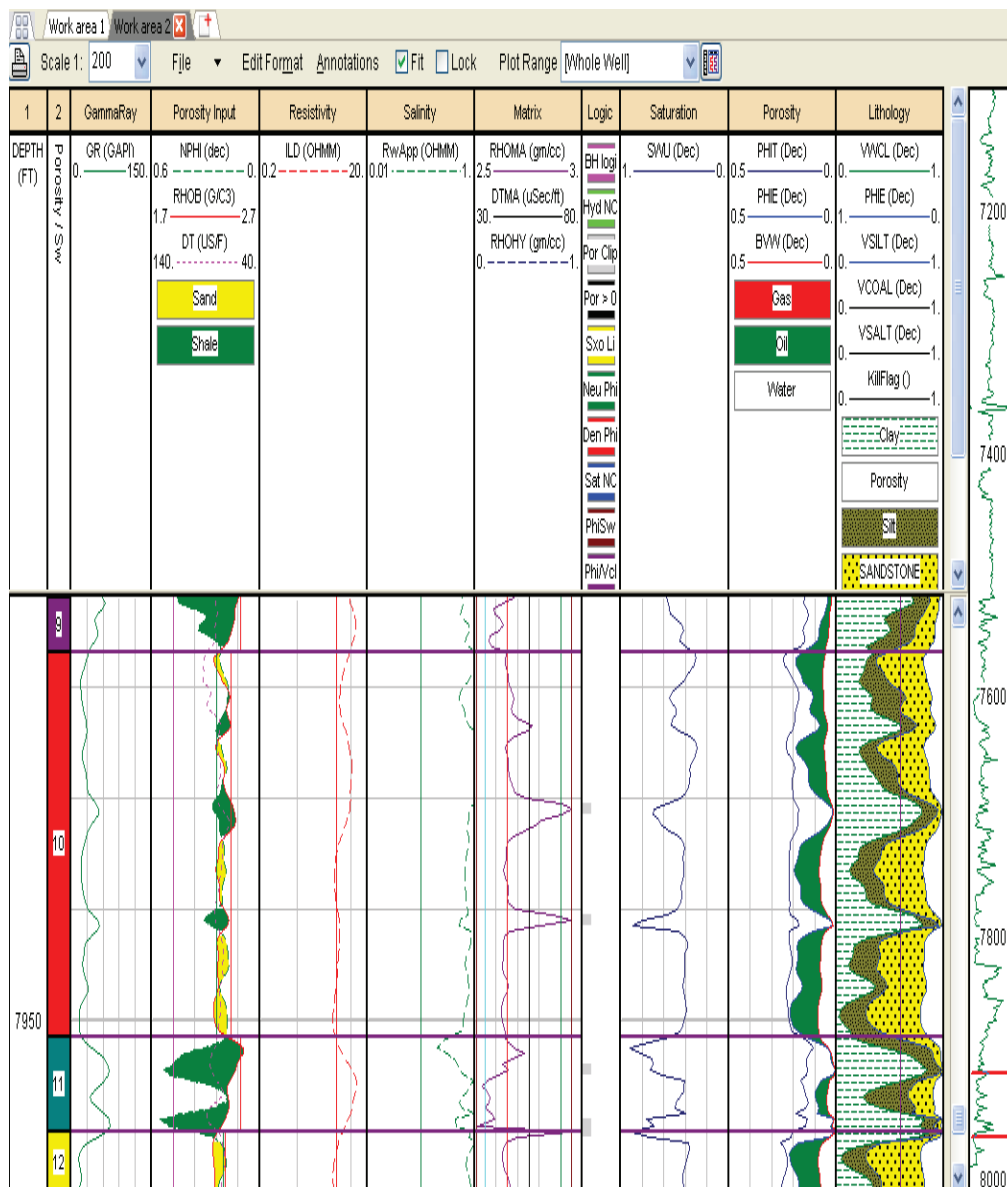 Work area 1 Work area 2
Scale 1: 200 File Edit Format Annotations Fit Lock Plot Range [Whole Well]
1 2 GammaRay Porosity Input Resistivity Salinity Matrix Logic Saturation Porosity Lithology
DEPTH (FT)
Porosity / Sw
GR (GAPI)
0. 150.
NPHI (dec)
0.6 0.
RHOB (G/C3)
1.7 2.7
DT (US/F)
140. 40.
Sand
Shale
ILD (OHMM)
0.2 20.
RwApp (OHMM)
0.01 1.
RHOMA (gm/cc)
2.5 3.
DTMA (uSec/ft)
30. 80.
RHOHY (gm/cc)
0. 1.
BH logi
Hyd NC
Por Clip
Por > 0
Sxo Li
Neu Phi
Den Phi
Sat NC
PhiSw
Phi/Vcl
SWU (Dec)
1. 0.
PHIT (Dec)
0.5 0.
PHIE (Dec)
0.5 0.
BVW (Dec)
0.5 0.
Gas
Oil
Water
VWCL (Dec)
0. 1.
PHIE (Dec)
1. 0.
VSILT (Dec)
0. 1.
VCOAL (Dec)
0. 1.
VSALT (Dec)
0. 1.
KillFlag ()
0. 1.
Clay
Porosity
Silt
SANDSTONE
7200
7400
7600
7800
8000
9
10
7950
11
12